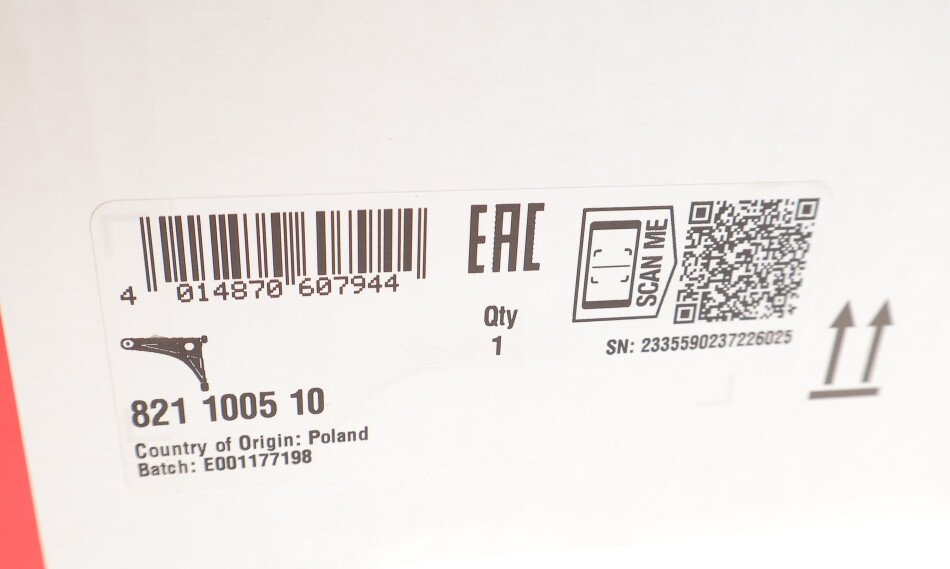 4 014870 607944
EAC
SCAN ME
Qty
1
SN: 2335590237226025
821 1005 10
Country of Origin: Poland
Batch: E001177198